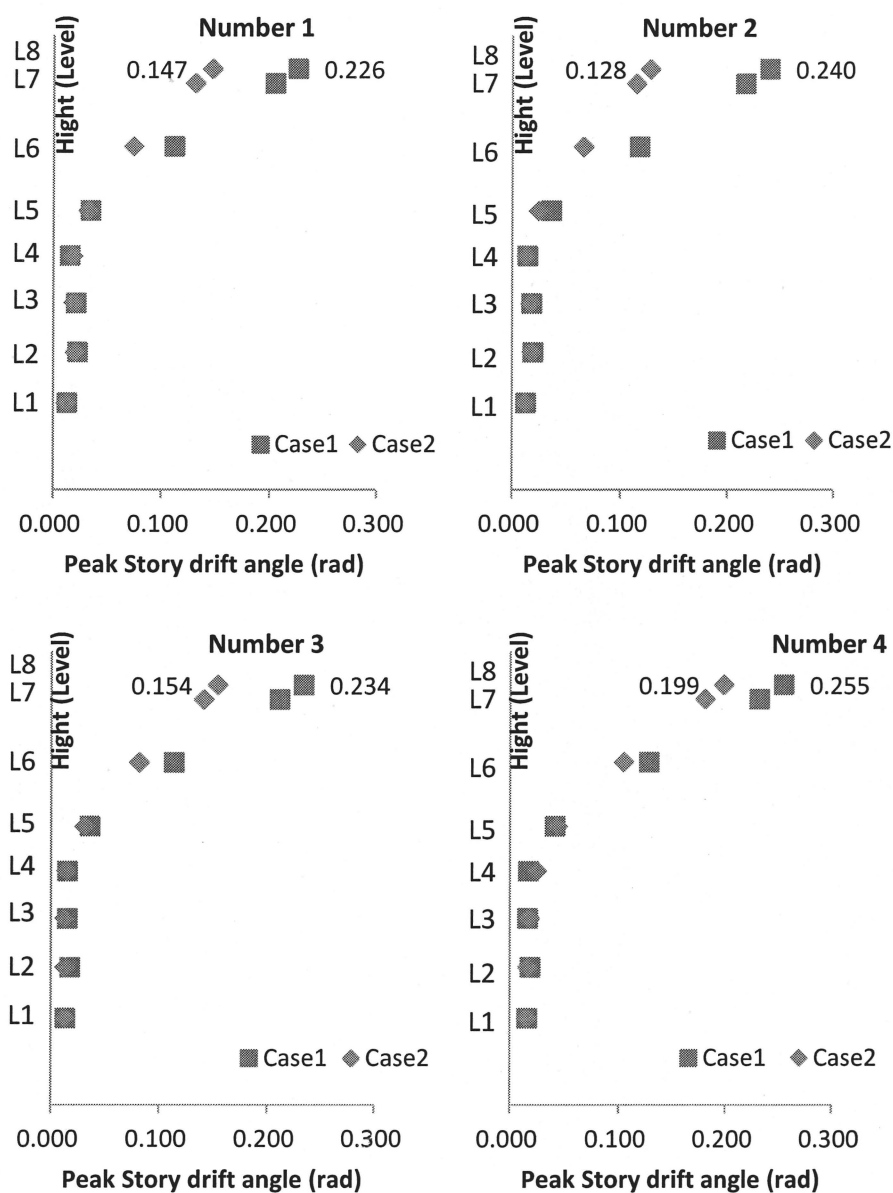 Number 1
Hight (Level)
L8
L7
L6
L5
L4
L3
L2
L1
0.147
0.226
Case1
Case2
0.000
0.100
0.200
0.300
Peak Story drift angle (rad)
Number 2
Hight (Level)
L8
L7
L6
L5
L4
L3
L2
L1
0.128
0.240
Case1
Case2
0.000
0.100
0.200
0.300
Peak Story drift angle (rad)
Number 3
Hight (Level)
L8
L7
L6
L5
L4
L3
L2
L1
0.154
0.234
Case1
Case2
0.000
0.100
0.200
0.300
Peak Story drift angle (rad)
Number 4
Hight (Level)
L8
L7
L6
L5
L4
L3
L2
L1
0.199
0.255
Case1
Case2
0.000
0.100
0.200
0.300
Peak Story drift angle (rad)